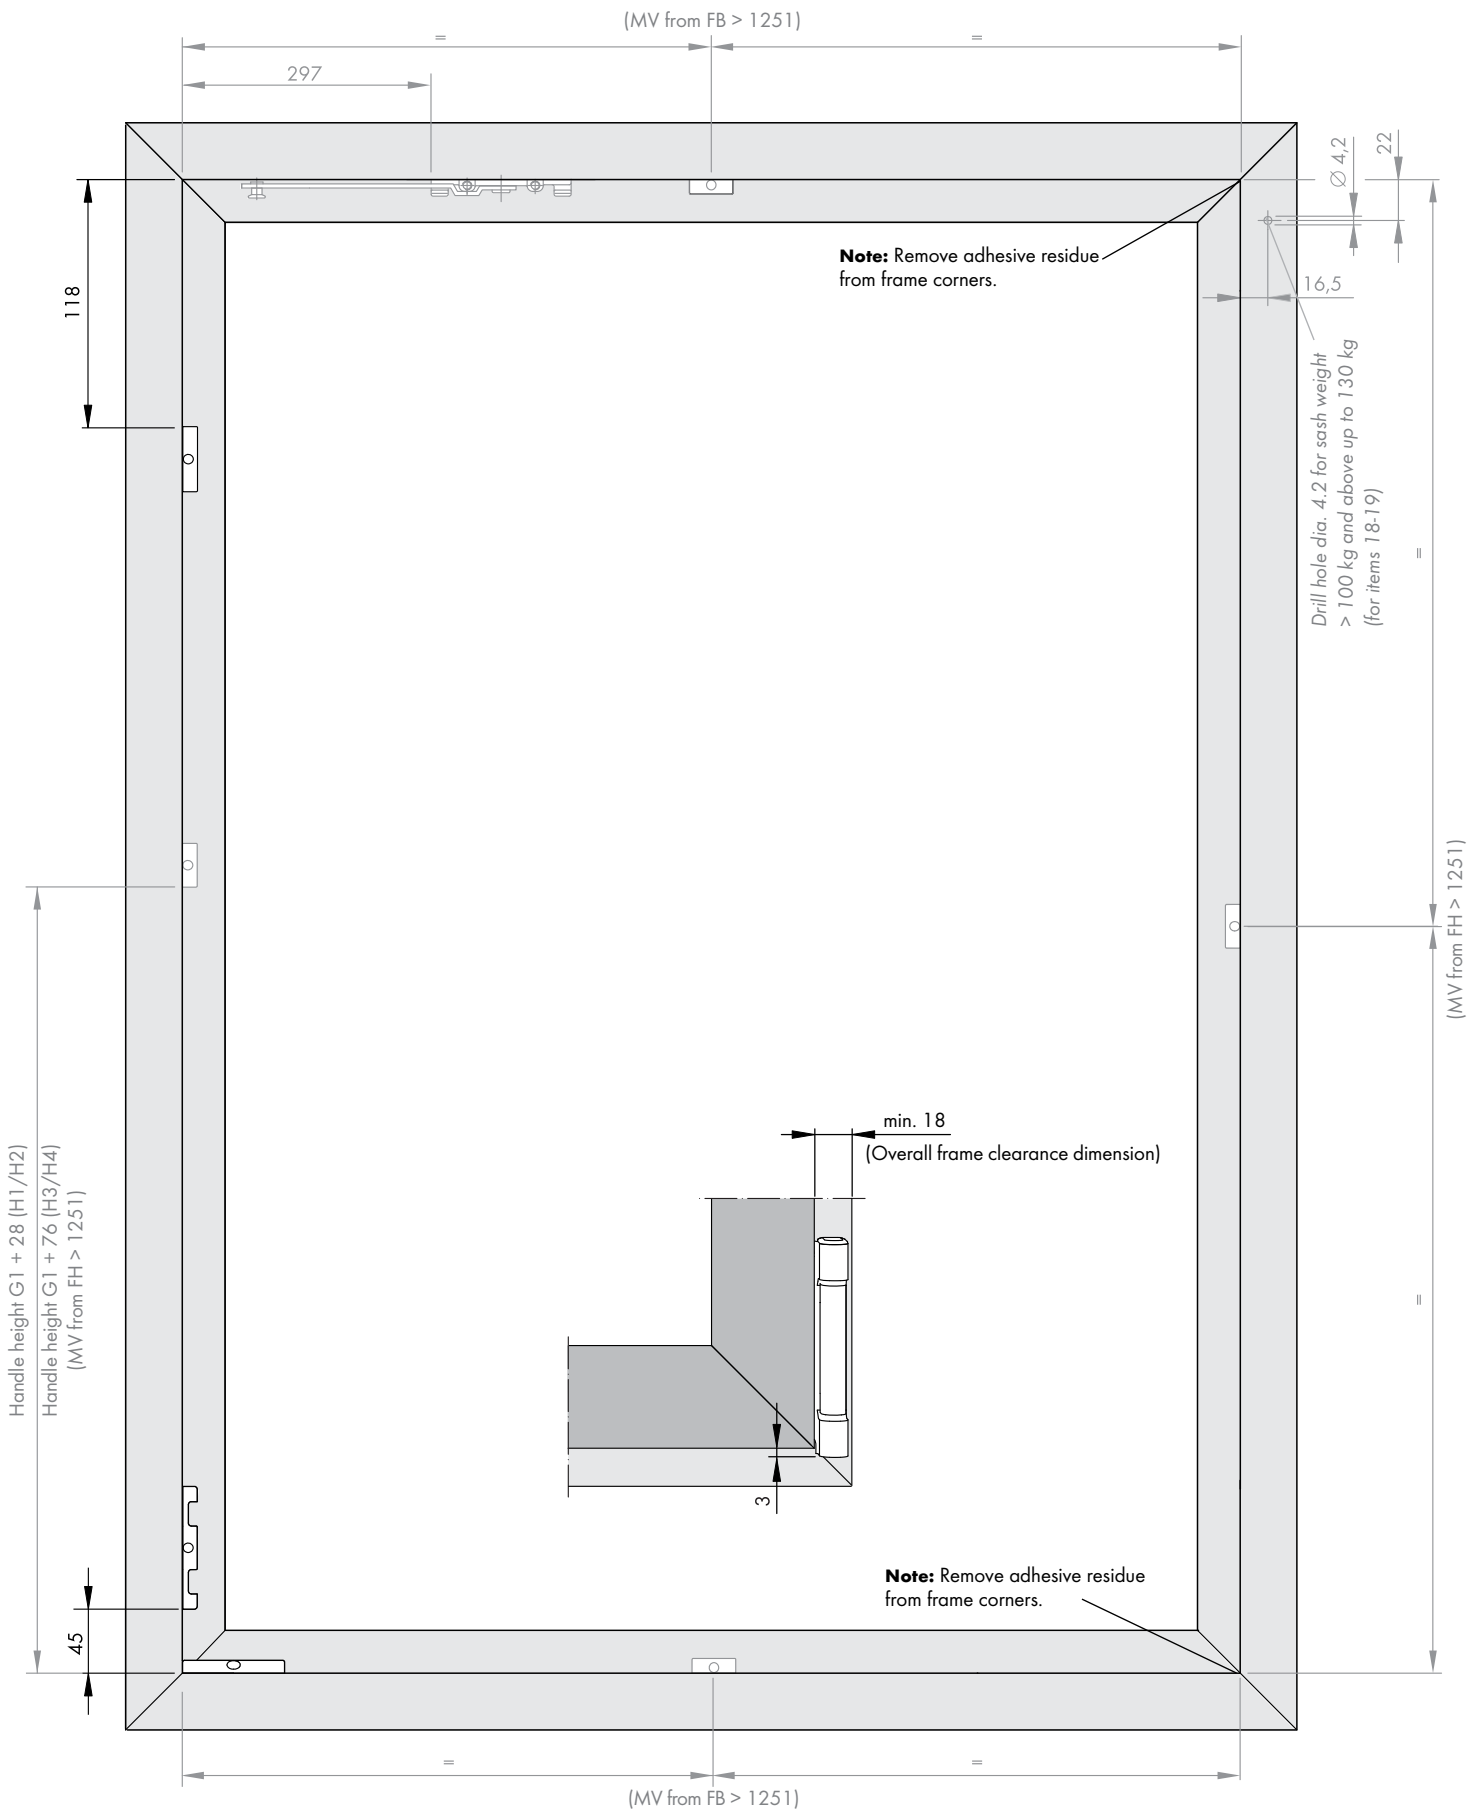 (MV from FB > 1251)
=
=
297
Ø 4,2
22
118
Note: Remove adhesive residue
from frame corners.
16,5
Drill hole dia. 4.2 for sash weight
> 100 kg and above up to 130 kg
(for items 18-19)
=
(MV from FH > 1251)
min. 18
(Overall frame clearance dimension)
Handle height G1 + 28 (H1/H2)
Handle height G1 + 76 (H3/H4)
(MV from FH > 1251)
=
3
Note: Remove adhesive residue
from frame corners.
45
=
=
(MV from FB > 1251)